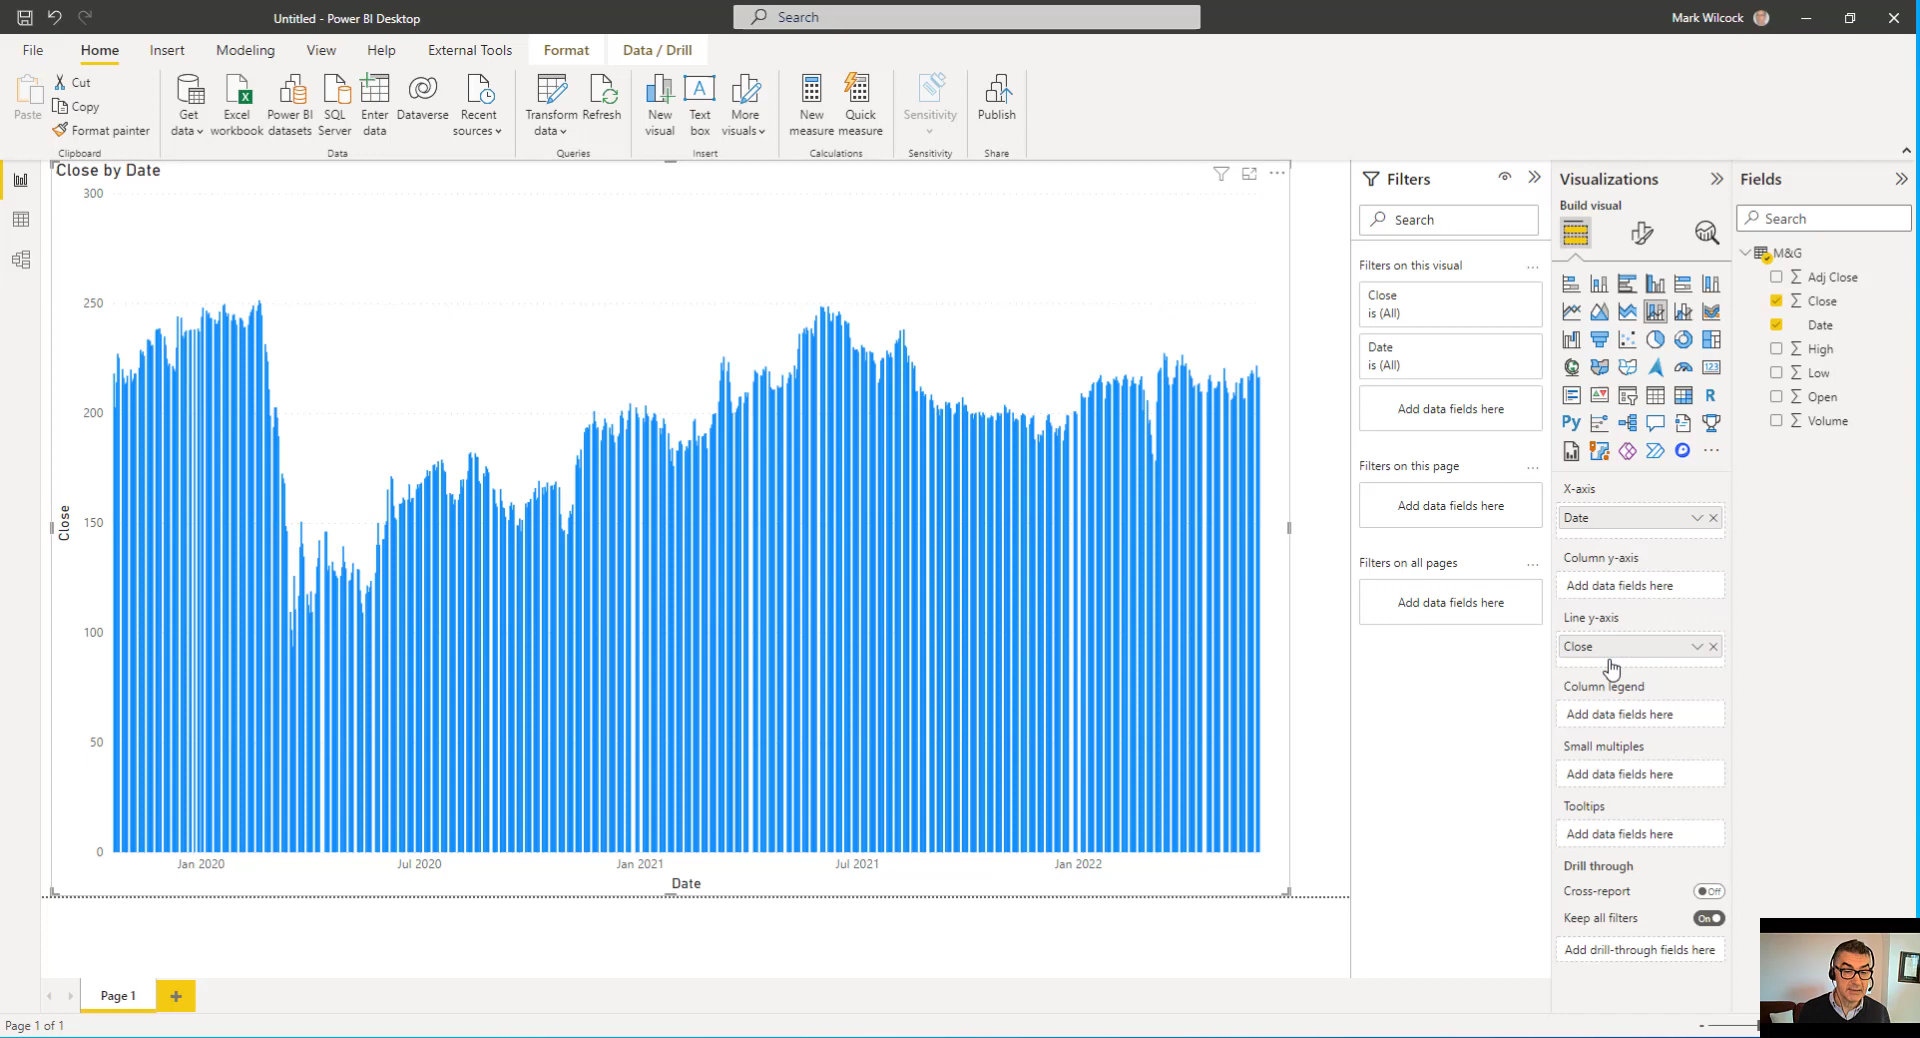 Untitled - Power BI Desktop
Search
Mark Wilcock
File
Home
Insert
Modeling
View
Help
External Tools
Format
Data / Drill
Paste
Cut
Copy
Format painter
Clipboard
Get
data
Excel
workbook
Power BI
datasets
SQL
Server
Enter
data
Dataverse
Recent
sources
Data
Transform
data
Refresh
Queries
New
visual
A
Text
box
More
visuals
Insert
New
measure
Quick
measure
Calculations
Sensitivity
Sensitivity
Publish
Share
Close by Date
300
250
200
150
100
50
0
Close
Jan 2020
Jul 2020
Jan 2021
Jul 2021
Jan 2022
Date
Filters
Search
Filters on this visual
...
Close
is (All)
Date
is (All)
Add data fields here
Filters on this page
...
Add data fields here
Filters on all pages
...
Add data fields here
Visualizations
Build visual
123
R
Py
...
X-axis
Date
Column y-axis
Add data fields here
Line y-axis
Close
Column legend
Add data fields here
Small multiples
Add data fields here
Tooltips
Add data fields here
Drill through
Cross-report
Off
Keep all filters
On
Add drill-through fields here
Fields
Search
M&G
Σ Adj Close
Σ Close
Date
Σ High
Σ Low
Σ Open
Σ Volume
Page 1
+
Page 1 of 1
-